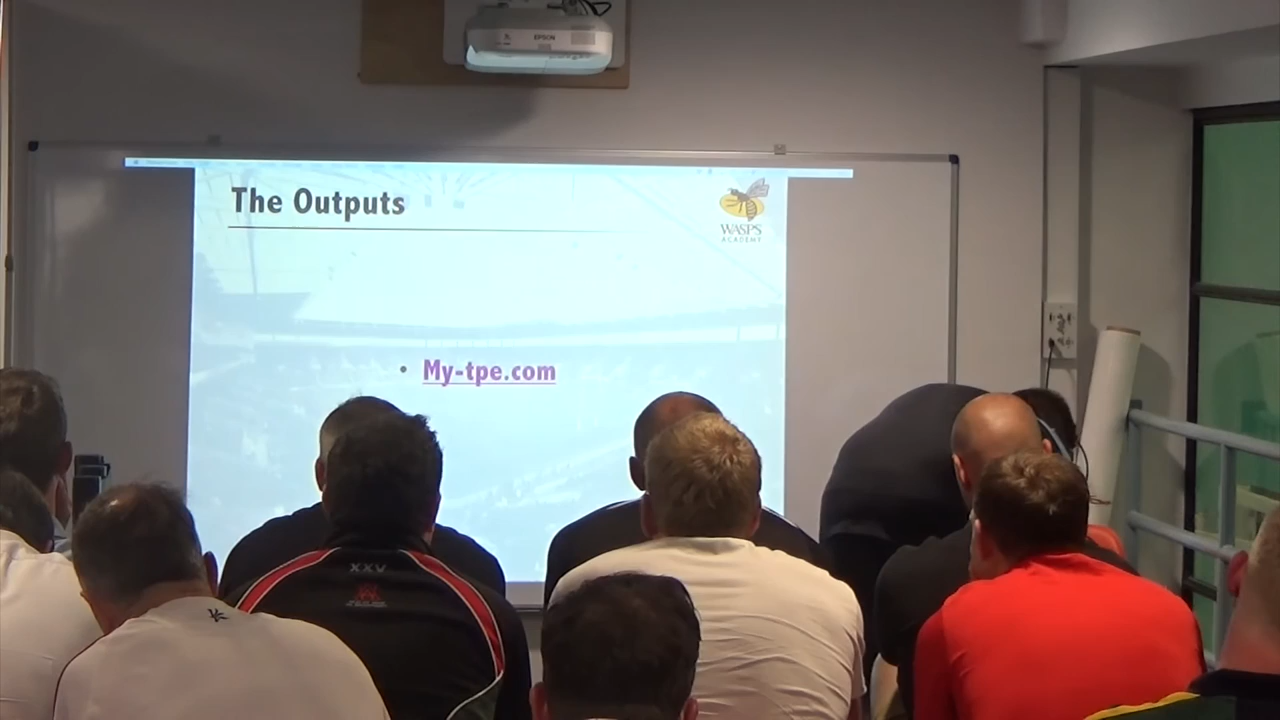 EPSON
The Outputs
WASPS
ACADEMY
• My-tpe.com
XXV